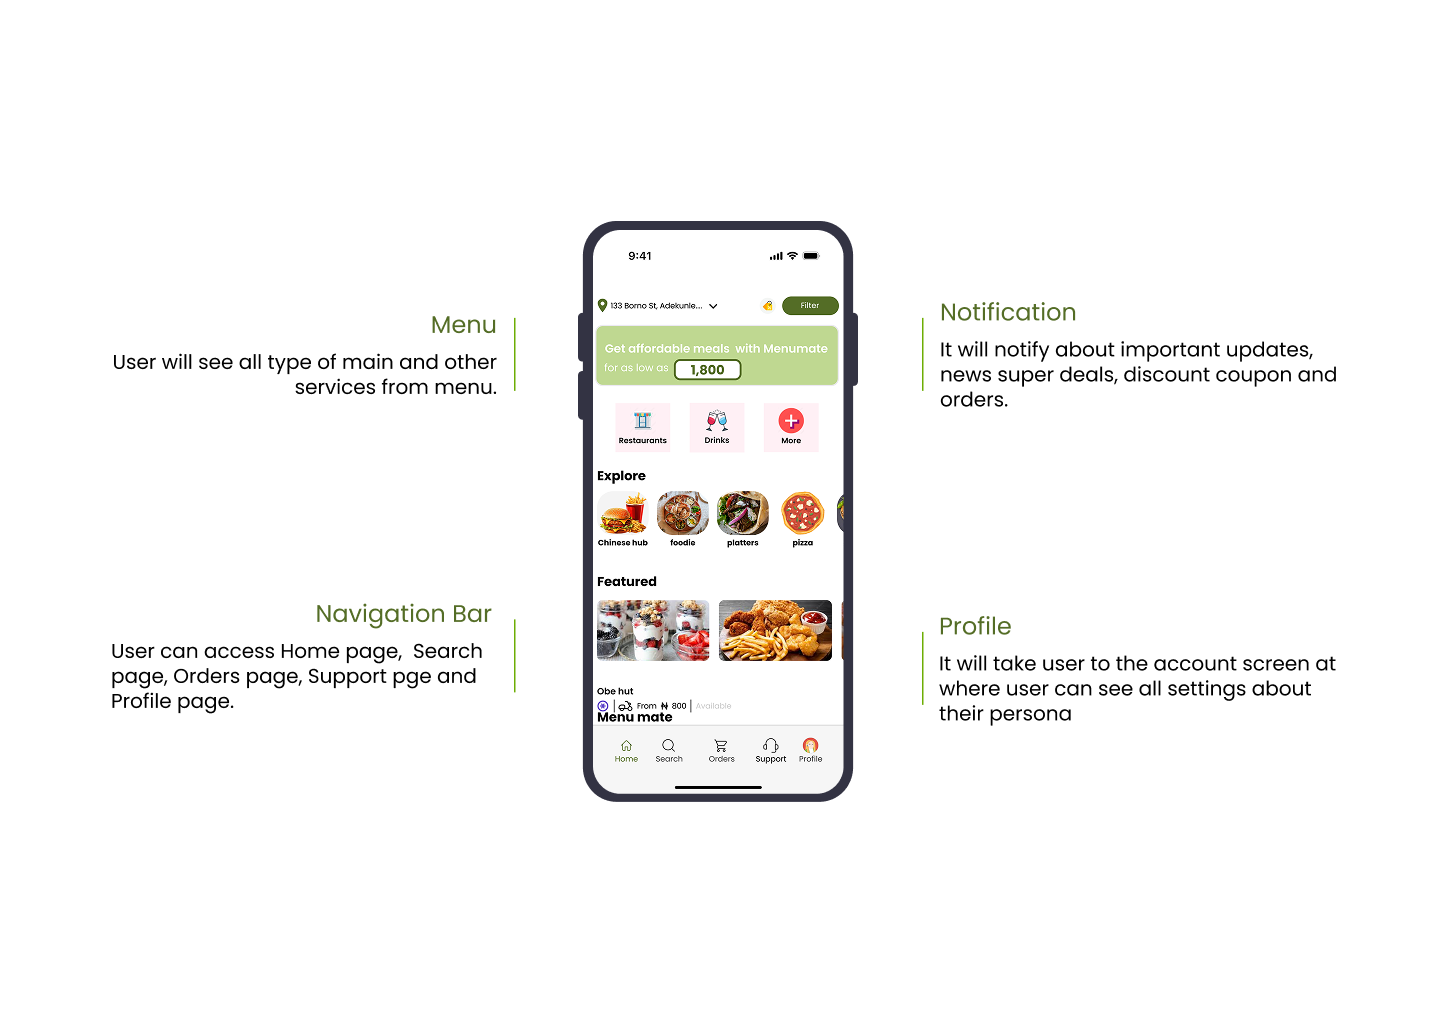 Menu
User will see all type of main and other
services from menu.
Navigation Bar
User can access Home page,  Search
page, Orders page, Support pge and
Profile page.
9:41
133 Borno St, Adekunle....
Filter
Get affordable meals  with Menumate
for as low as 1,800
Restaurants Drinks More
Explore
Chinese hub foodie platters pizza
Featured
Obe hut
From ₦ 800 Available
Menu mate
Home Search Orders Support Profile
Notification
It will notify about important updates,
news super deals, discount coupon and
orders.
Profile
It will take user to the account screen at
where user can see all settings about
their persona